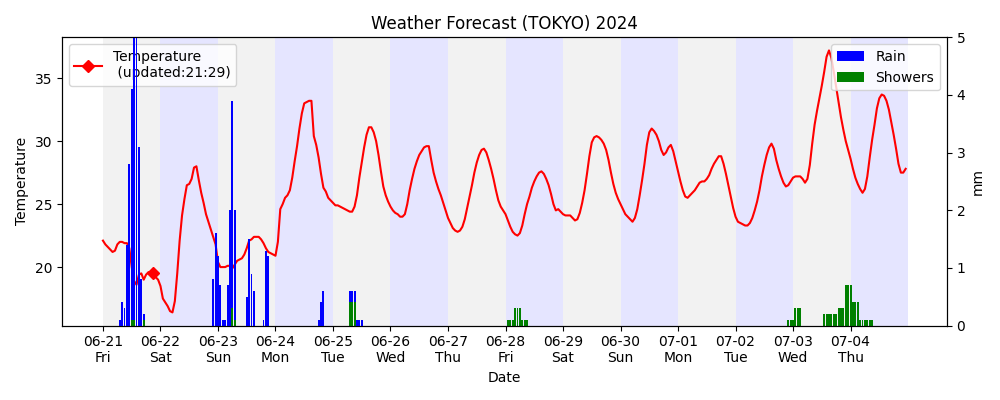 Weather Forecast (TOKYO) 2024
Temperature
(updated:21:29)
Rain
Showers
35
30
25
20
Temperature
5
4
3
2
1
0
mm
06-21 06-22 06-23 06-24 06-25 06-26 06-27 06-28 06-29 06-30 07-01 07-02 07-03 07-04
Fri Sat Sun Mon Tue Wed Thu Fri Sat Sun Mon Tue Wed Thu
Date